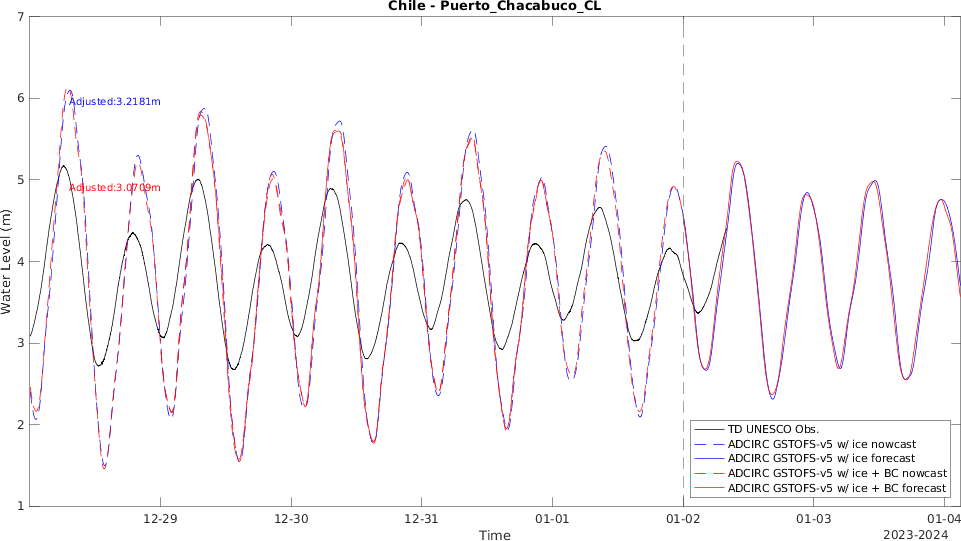 Chile - Puerto_Chacabuco_CL
7
6
5
4
3
2
1
Water Level (m)
Adjusted:3.2181m
Adjusted:3.0709m
TD UNESCO Obs.
ADCIRC GSTOFS-v5 w/ ice nowcast
ADCIRC GSTOFS-v5 w/ ice forecast
ADCIRC GSTOFS-v5 w/ ice + BC nowcast
ADCIRC GSTOFS-v5 w/ ice + BC forecast
12-29 12-30 12-31 01-01 01-02 01-03 01-04
Time
2023-2024